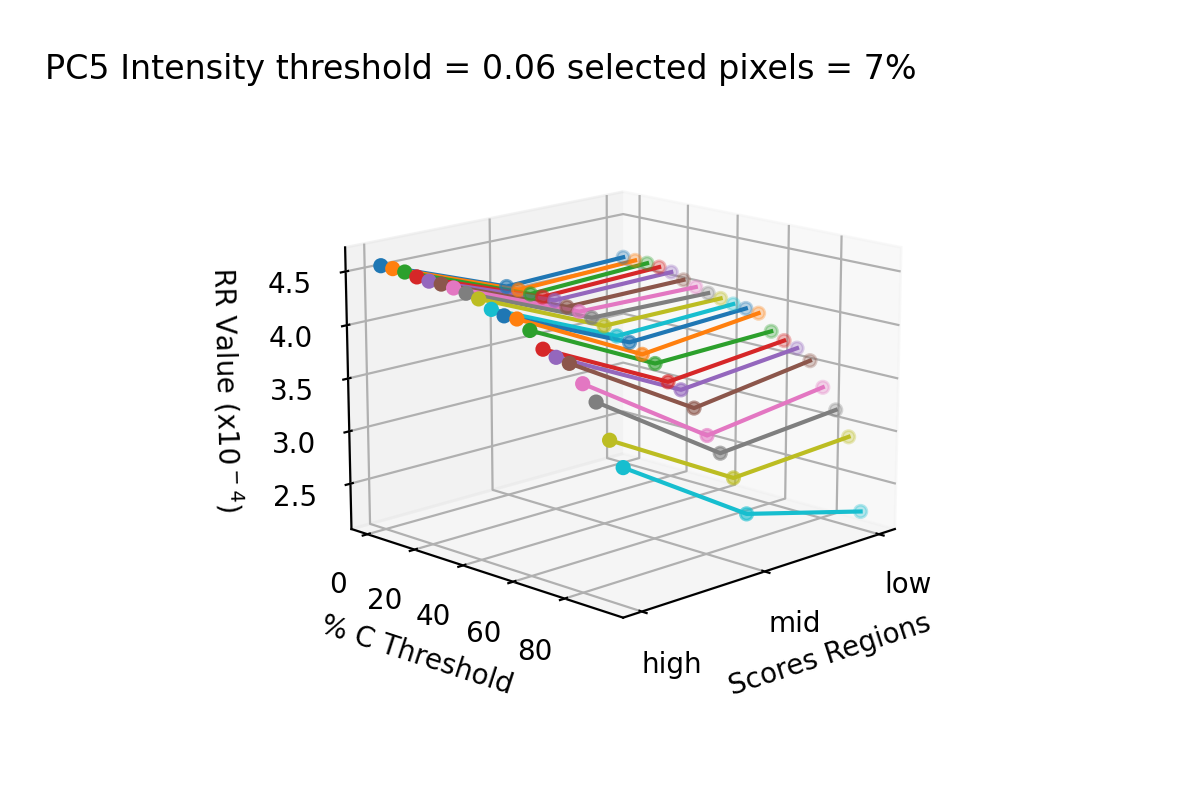 PC5 Intensity threshold = 0.06 selected pixels = 7%
RR Value (x10⁻⁴)
4.5
4.0
3.5
3.0
2.5
0
20
40
60
80
% C Threshold
high
mid
low
Scores Regions